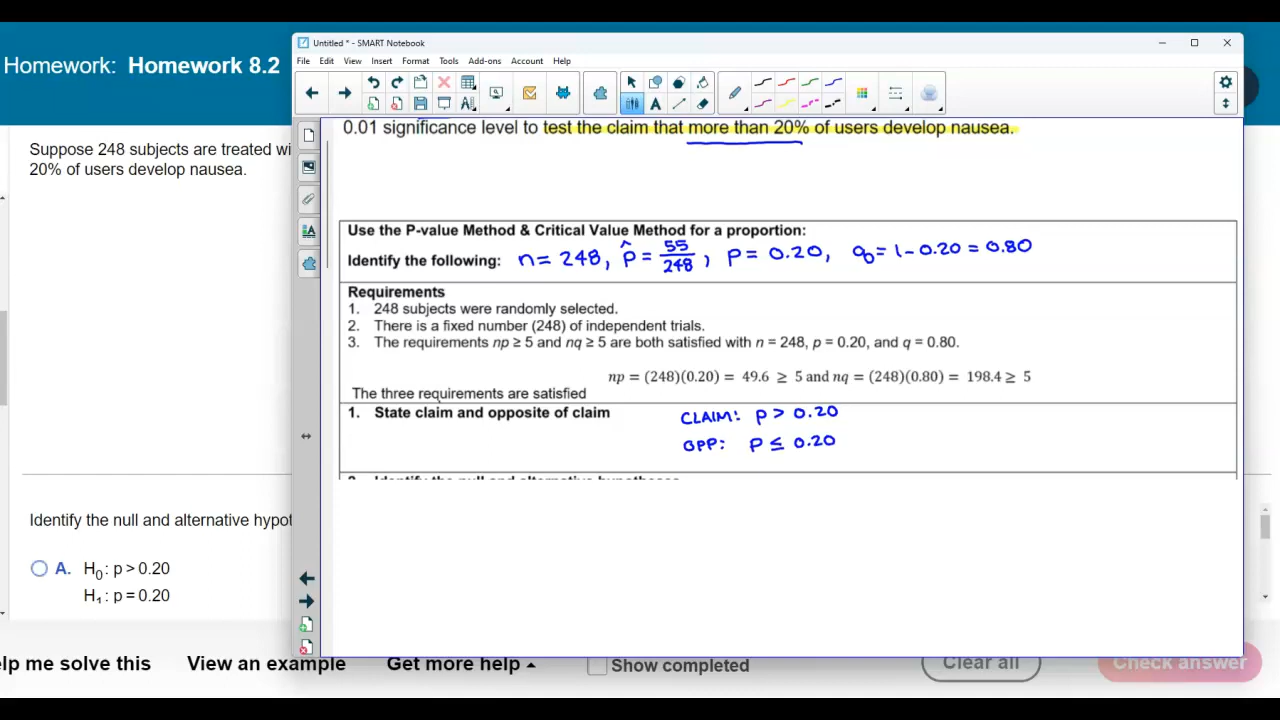 Homework: Homework 8.2
Suppose 248 subjects are treated wi
20% of users develop nausea.
Identify the null and alternative hypot
A. H0 : p > 0.20
H1 : p = 0.20
elp me solve this
View an example
Get more help
Show completed
Clear all
Check answer
Untitled * - SMART Notebook
File Edit View Insert Format Tools Add-ons Account Help
0.01 significance level to test the claim that more than 20% of users develop nausea.
Use the P-value Method & Critical Value Method for a proportion:
Identify the following: n = 248, p̂ = 55/248, p = 0.20, q = 1 - 0.20 = 0.80
Requirements
1. 248 subjects were randomly selected.
2. There is a fixed number (248) of independent trials.
3. The requirements np ≥ 5 and nq ≥ 5 are both satisfied with n = 248, p = 0.20, and q = 0.80.
np = (248)(0.20) = 49.6 ≥ 5 and nq = (248)(0.80) = 198.4 ≥ 5
The three requirements are satisfied
1. State claim and opposite of claim
CLAIM: p > 0.20
OPP: p ≤ 0.20
2. Identify the null and alternative hypotheses